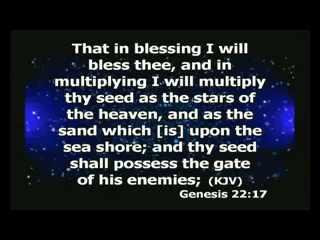 That in blessing I will
bless thee, and in
multiplying I will multiply
thy seed as the stars of
the heaven, and as the
sand which [is] upon the
sea shore; and thy seed
shall possess the gate
of his enemies; (KJV)
Genesis 22:17